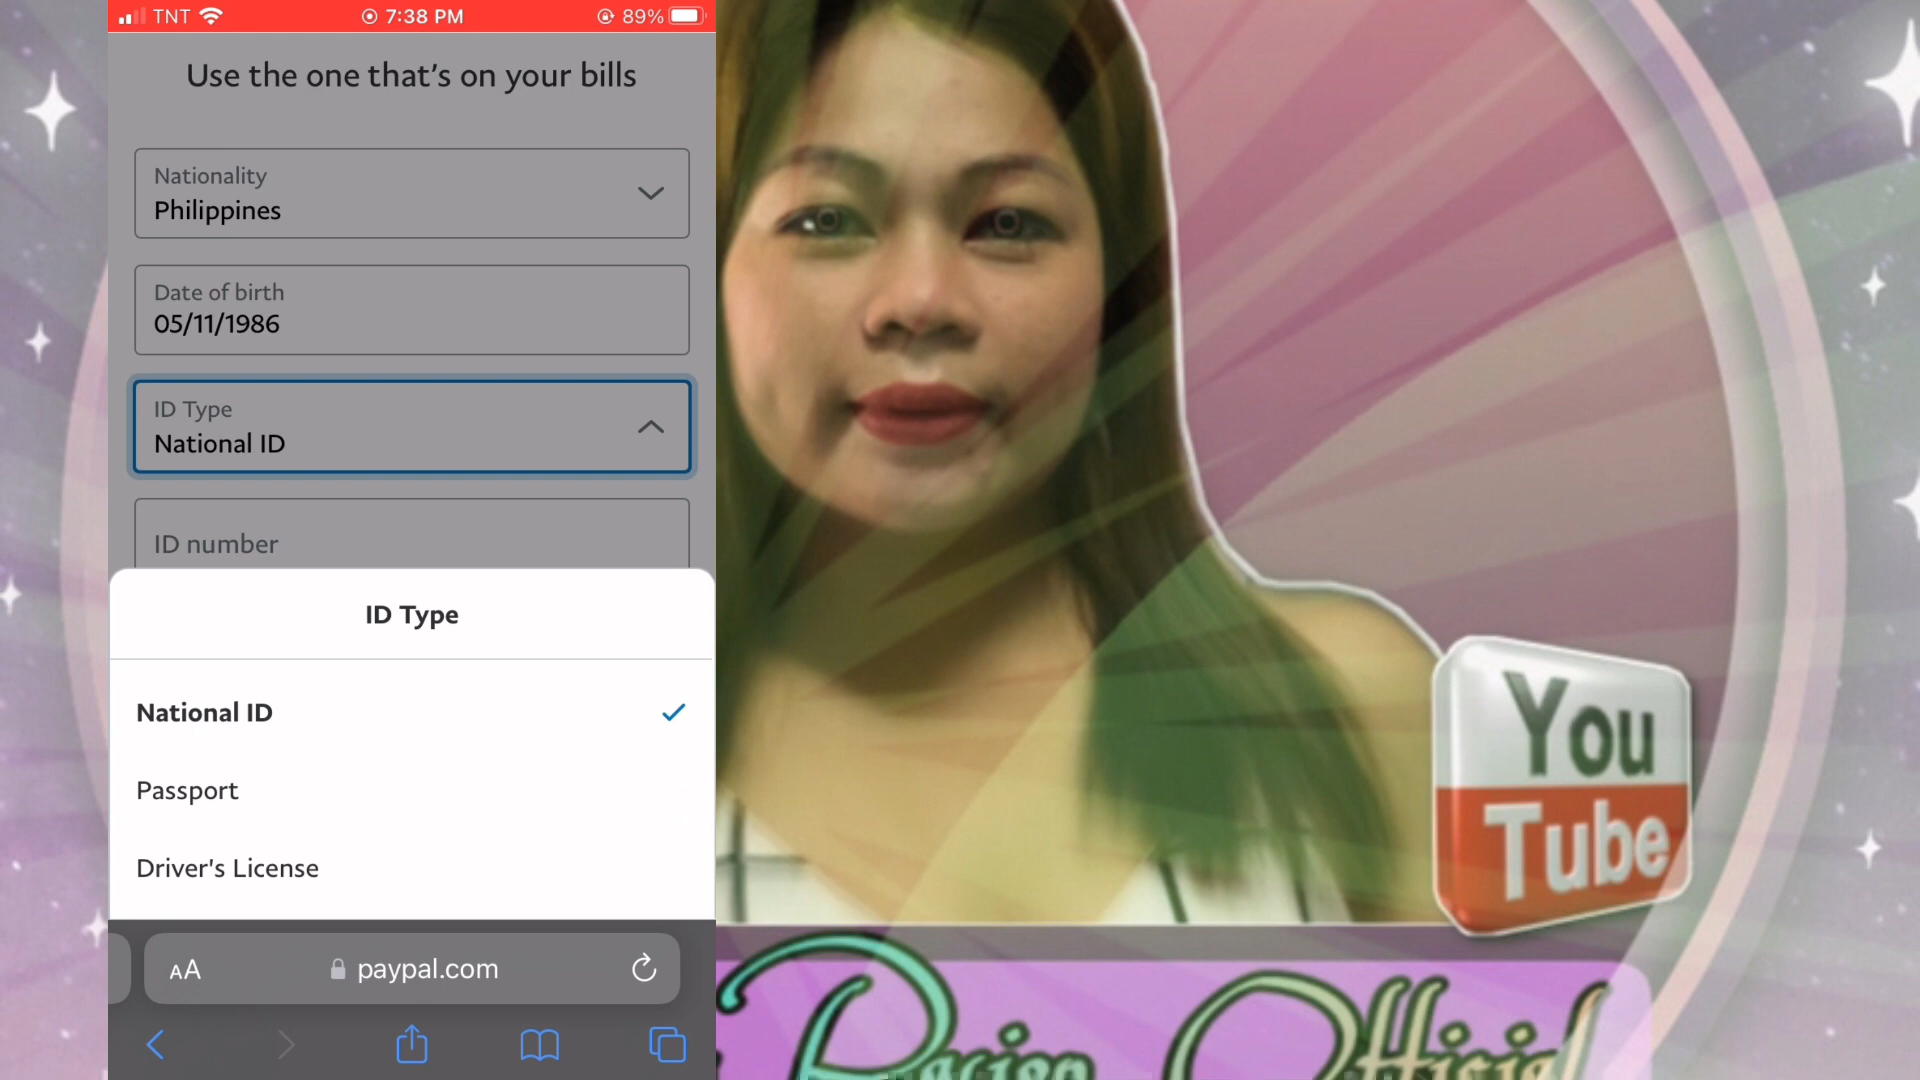 TNT 7:38 PM 89%
Use the one that's on your bills
Nationality
Philippines
Date of birth
05/11/1986
ID Type
National ID
ID number
ID Type
National ID
Passport
Driver's License
AA paypal.com
You
Tube
Official